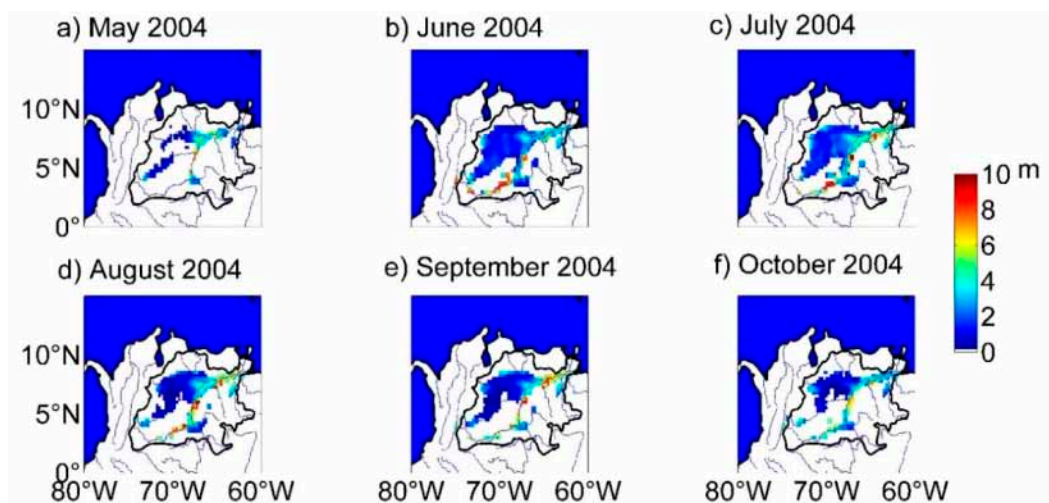 a) May 2004
b) June 2004
c) July 2004
10°N
5°N
0°
10 m
8
6
4
2
0
d) August 2004
e) September 2004
f) October 2004
10°N
5°N
0°
80°W 70°W 60°W
80°W 70°W 60°W
80°W 70°W 60°W